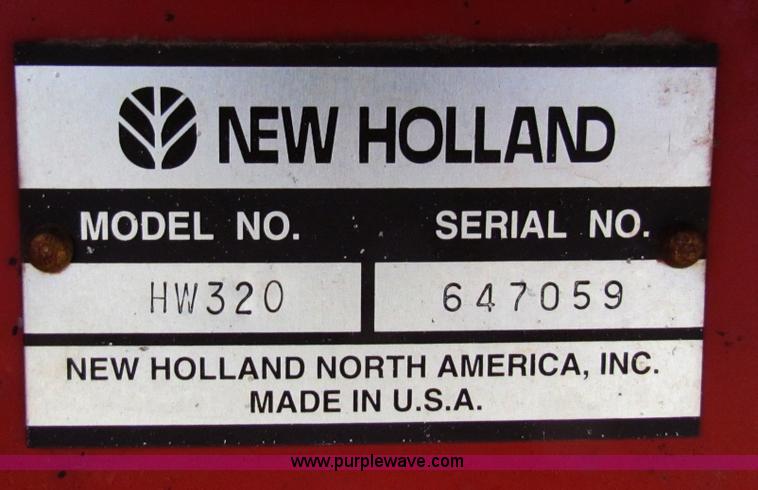 NEW HOLLAND
MODEL NO. SERIAL NO.
HW320 647059
NEW HOLLAND NORTH AMERICA, INC.
MADE IN U.S.A.
www.purplewave.com